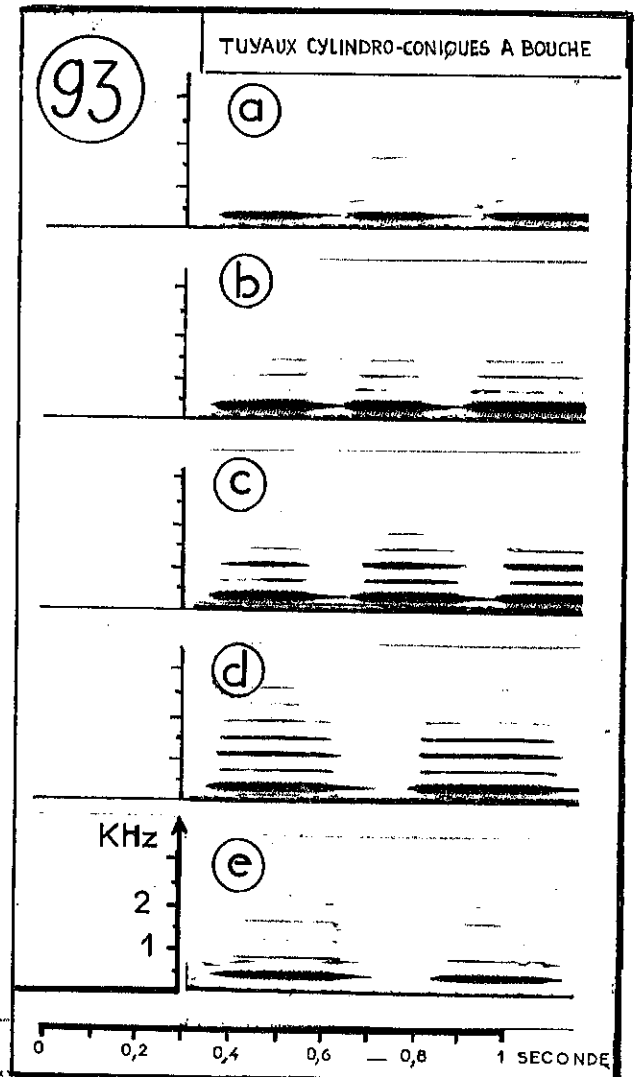 TUYAUX CYLINDRO-CONIQUES A BOUCHE
93
a
b
c
d
KHz
e
2
1
0 0,2 0,4 0,6 0,8 1 SECONDE